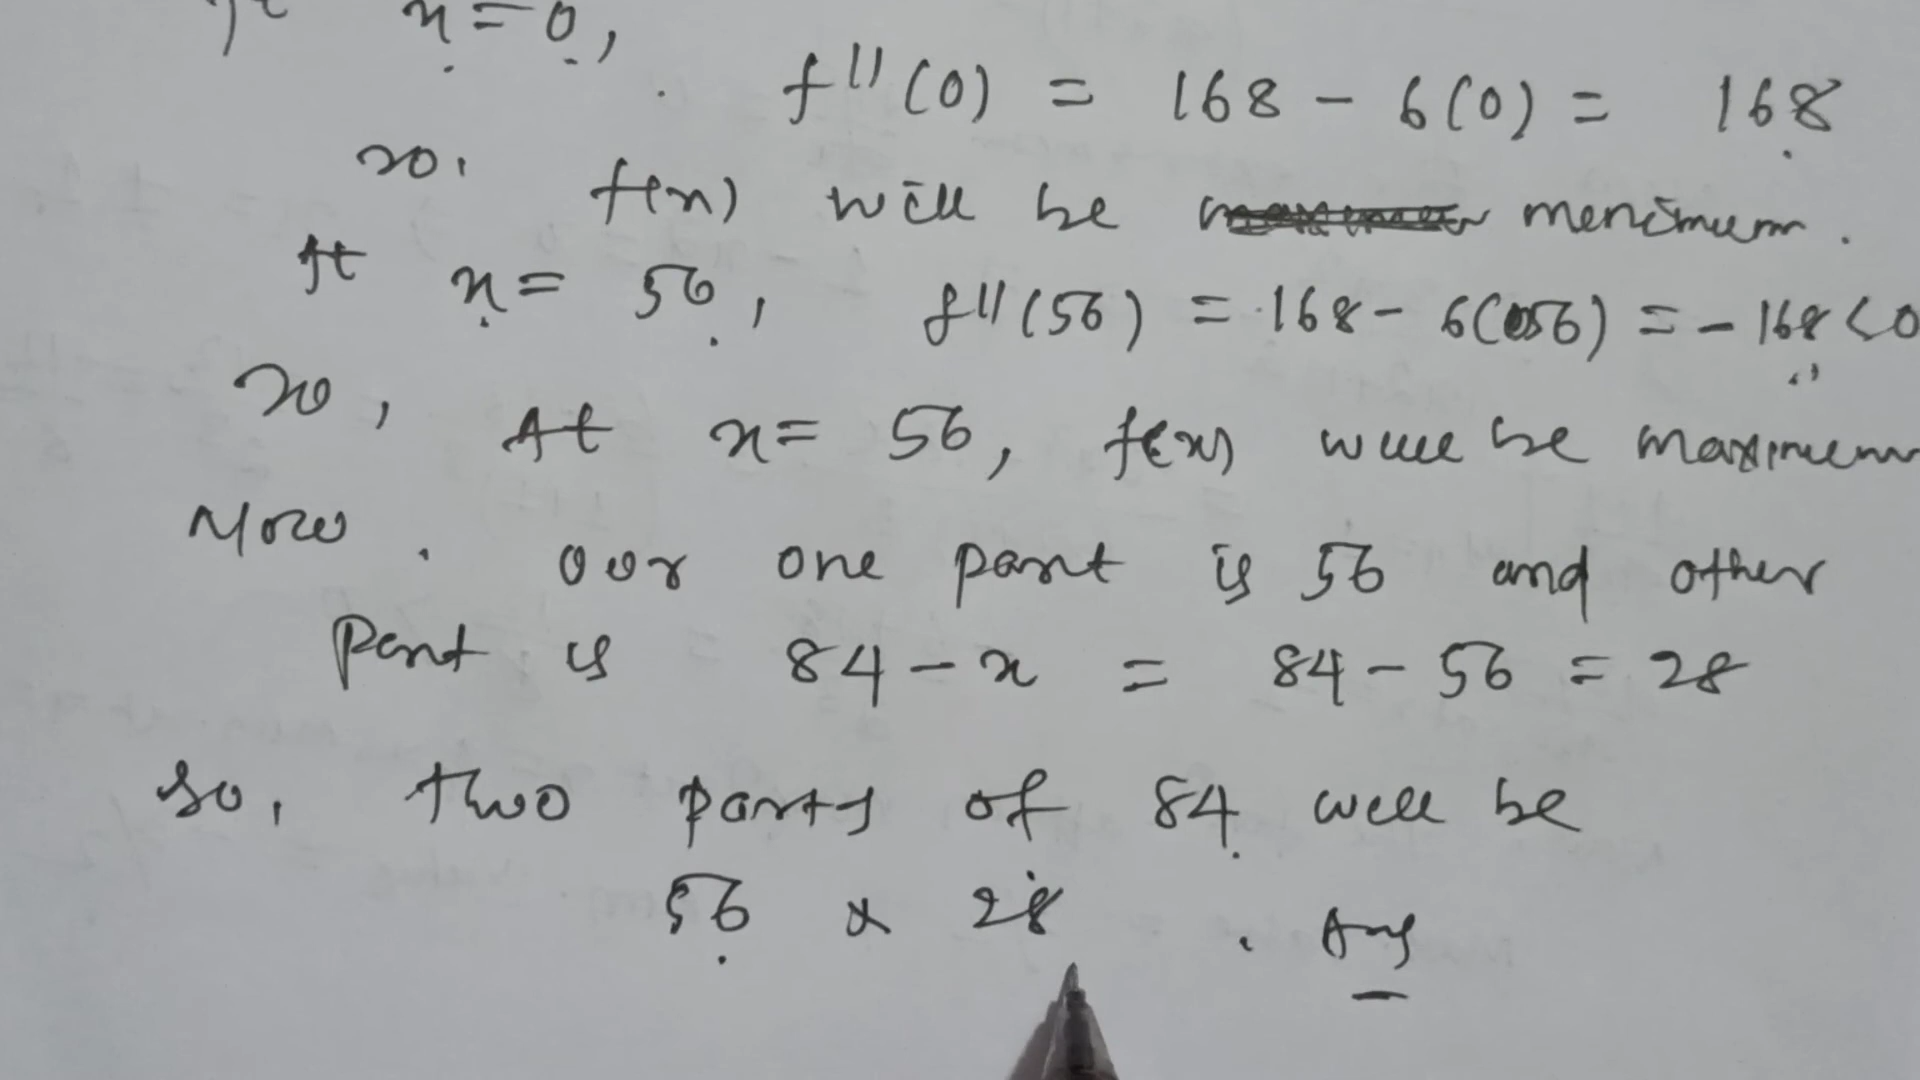 At x = 0,
f''(0) = 168 - 6(0) = 168
so, f(x) will be minimum.
At x = 56, f''(56) = 168 - 6(56) = - 168 < 0
so, At x = 56, f(x) will be maximum
Now. our one part is 56 and other
part is 84 - x = 84 - 56 = 28
so, two parts of 84 will be
56 & 28. Ans